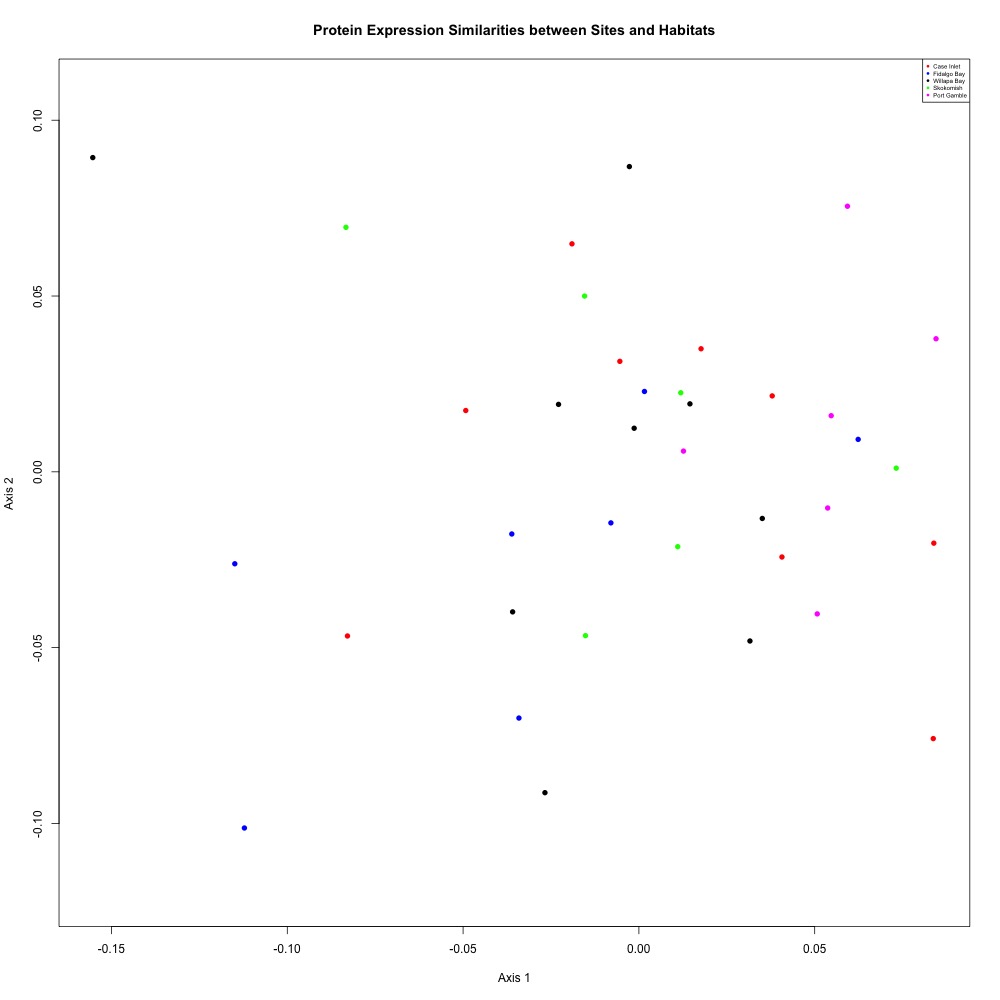 Protein Expression Similarities between Sites and Habitats
Case Inlet
Fidalgo Bay
Willapa Bay
Skokomish
Port Gamble
0.10
0.05
0.00
-0.05
-0.10
Axis 2
-0.15
-0.10
-0.05
0.00
0.05
Axis 1